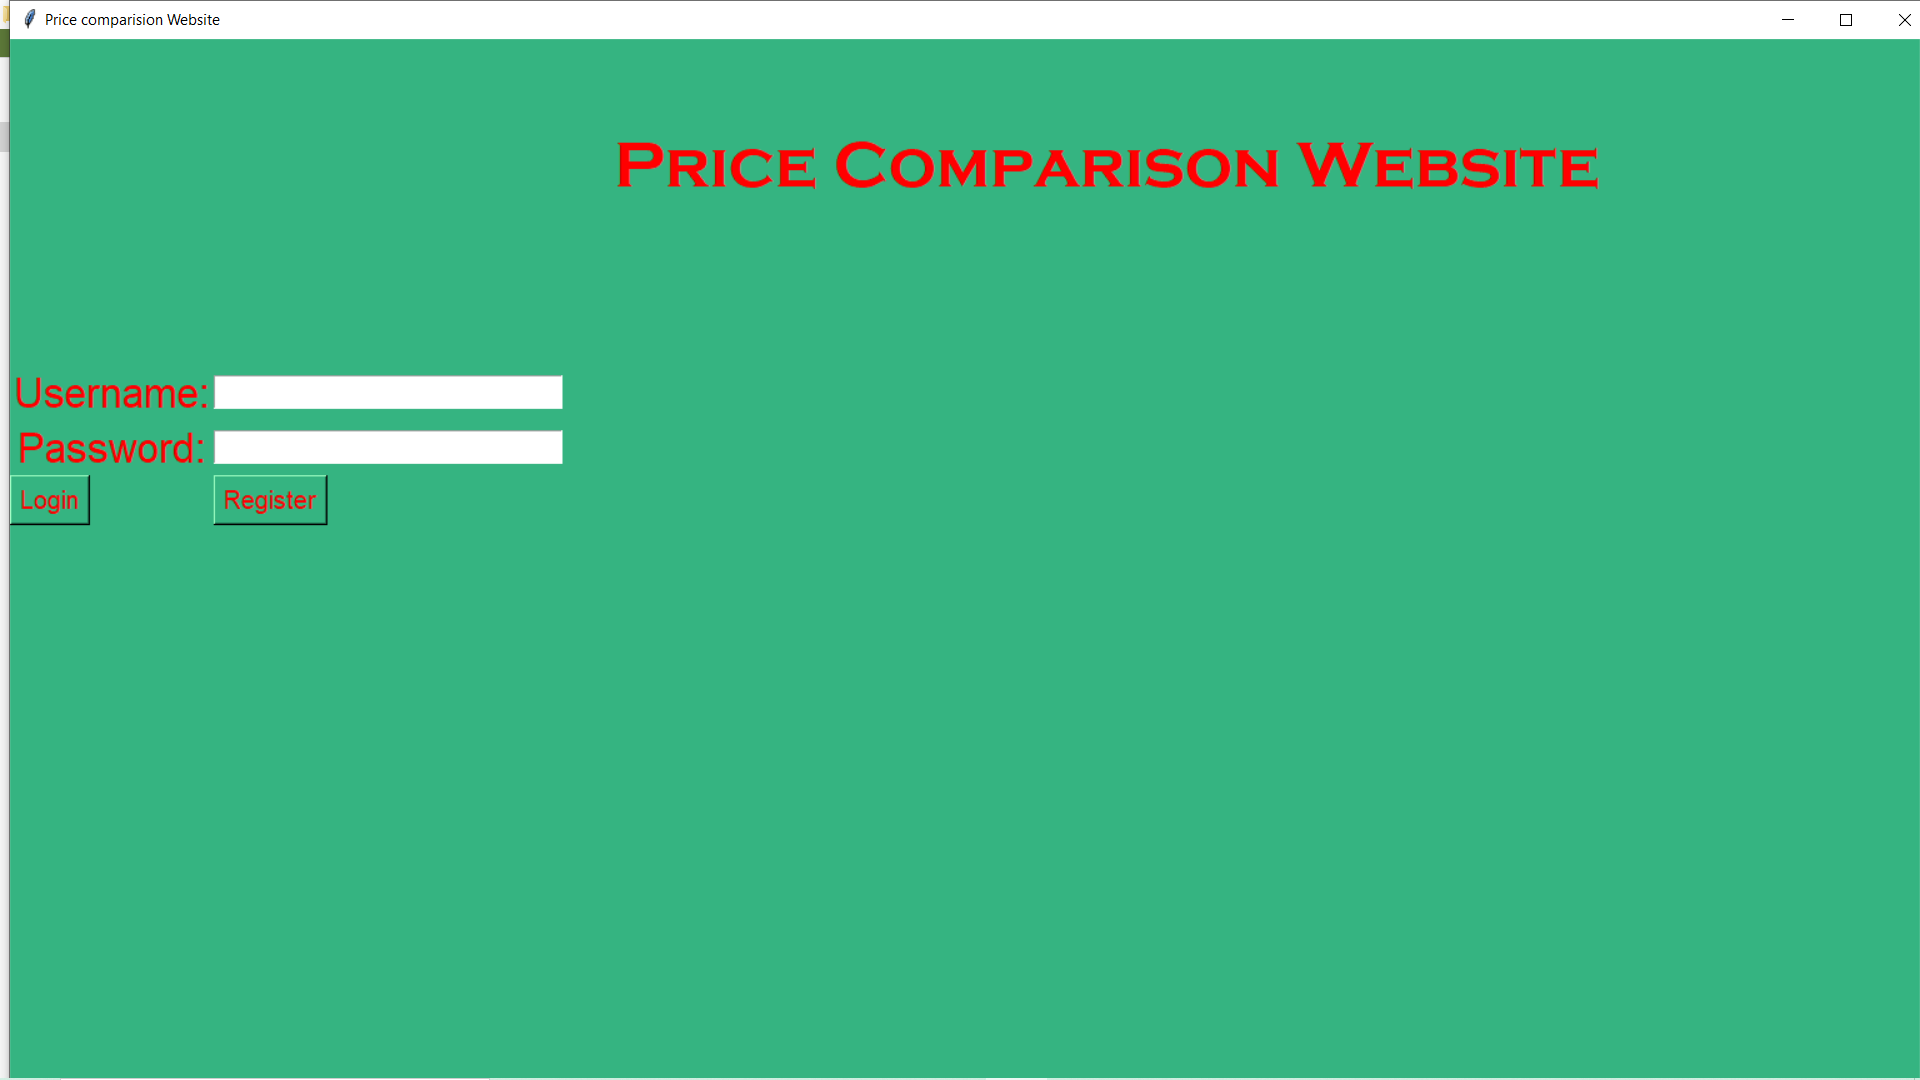 Price comparision Website
Price Comparison Website
Username:
Password:
Login Register